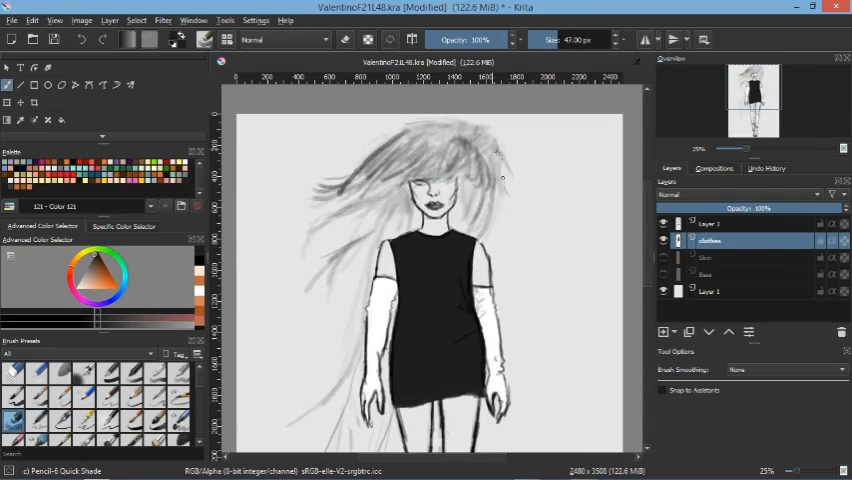 ValentinoF21L48.kra [Modified] (122.6 MiB) * - Krita
File Edit View Image Layer Select Filter Tools Settings Help
Normal Opacity: 100% Size: 47.00 px
ValentinoF21L48.kra [Modified] (122.6 MiB)
Overview
25%
Layers Compositions Undo History
Layers
Normal
Opacity: 100%
Layer 3
clothes
Skin
Base
Layer 1
Tool Options
Brush Smoothing: None
Snap to Assistants
Palette
121 - Color 121
Advanced Color Selector Specific Color Selector
Advanced Color Selector
Brush Presets
All Tag
Search
c) Pencil-6 Quick Shade RGB/Alpha (8-bit integer/channel) sRGB-elle-V2-srgbtrc.icc 2480 x 3508 (122.6 MiB) 25%